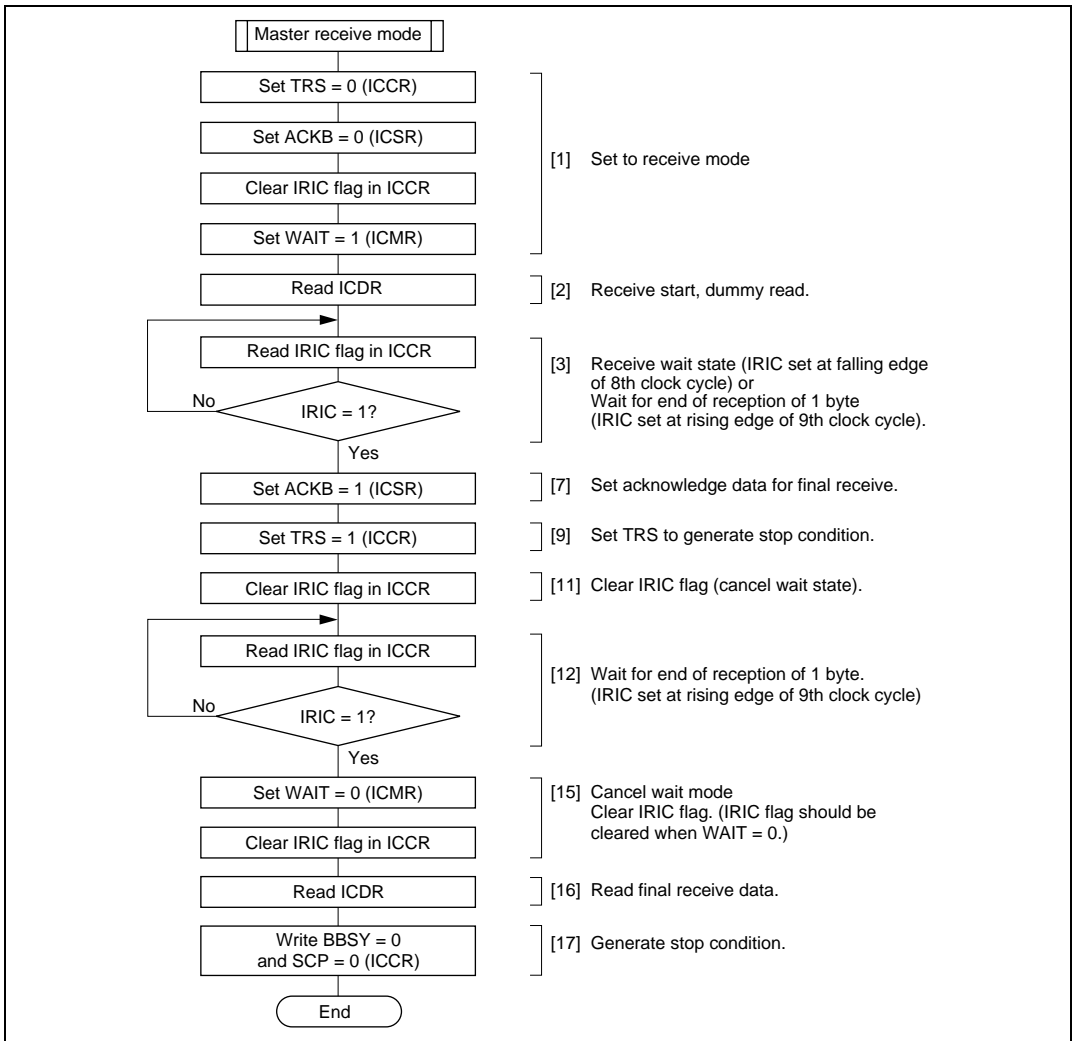 Master receive mode
Set TRS = 0 (ICCR)
Set ACKB = 0 (ICSR)
[1] Set to receive mode
Clear IRIC flag in ICCR
Set WAIT = 1 (ICMR)
Read ICDR
[2] Receive start, dummy read.
Read IRIC flag in ICCR
[3] Receive wait state (IRIC set at falling edge
of 8th clock cycle) or
Wait for end of reception of 1 byte
(IRIC set at rising edge of 9th clock cycle).
No
IRIC = 1?
Yes
Set ACKB = 1 (ICSR)
[7] Set acknowledge data for final receive.
Set TRS = 1 (ICCR)
[9] Set TRS to generate stop condition.
Clear IRIC flag in ICCR
[11] Clear IRIC flag (cancel wait state).
Read IRIC flag in ICCR
[12] Wait for end of reception of 1 byte.
(IRIC set at rising edge of 9th clock cycle)
No
IRIC = 1?
Yes
Set WAIT = 0 (ICMR)
[15] Cancel wait mode
Clear IRIC flag. (IRIC flag should be
cleared when WAIT = 0.)
Clear IRIC flag in ICCR
Read ICDR
[16] Read final receive data.
Write BBSY = 0
and SCP = 0 (ICCR)
[17] Generate stop condition.
End